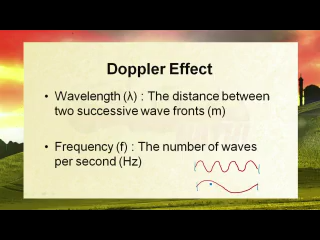 Doppler Effect
• Wavelength (λ) : The distance between
two successive wave fronts (m)
• Frequency (f) : The number of waves
per second (Hz)